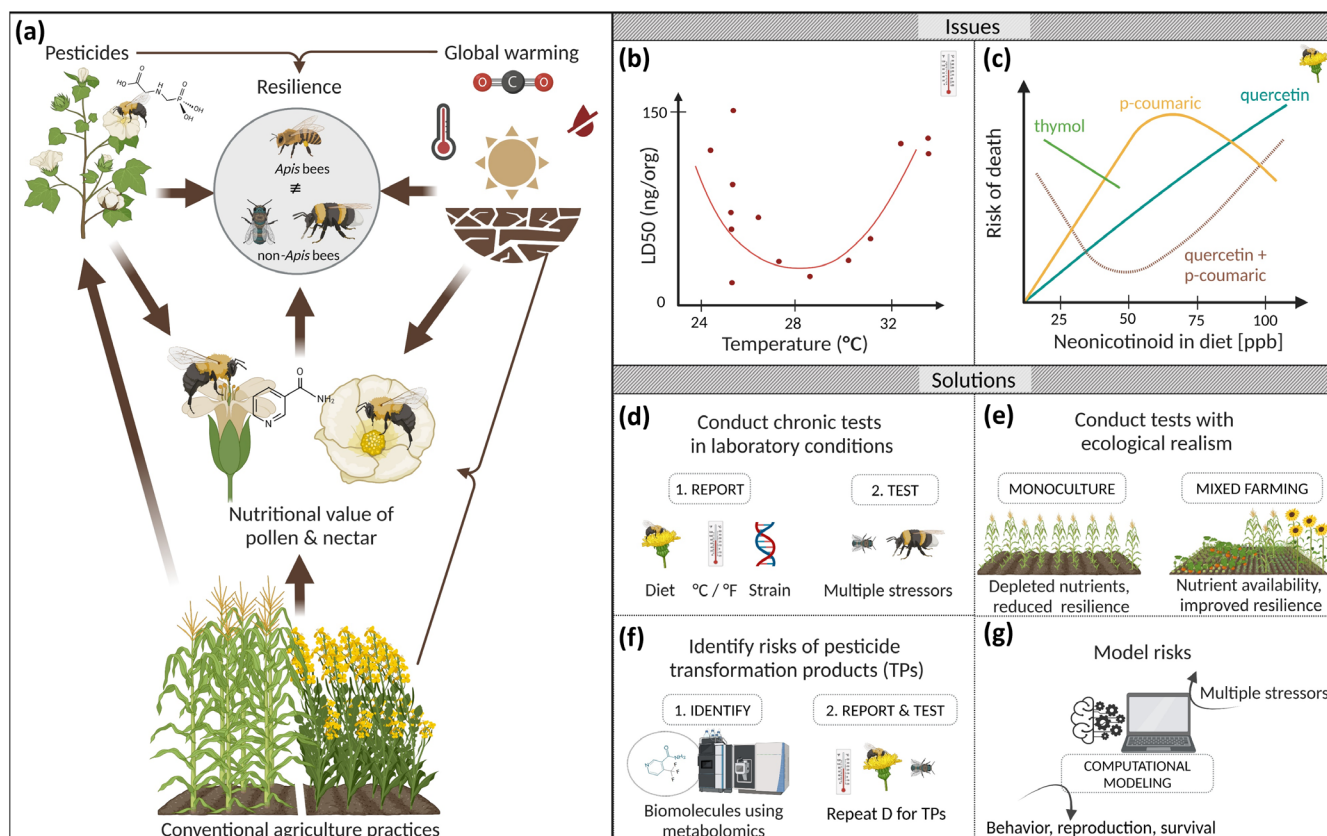 (a)
Pesticides
Global warming
HO
O
H
N
O
P
OH
OH
O
C
O
Resilience
Apis bees
≢
non-Apis bees
O
NH₂
N
Nutritional value of
pollen & nectar
Conventional agriculture practices
Issues
(b)
150
LD50 (ng/org)
0
24
28
32
Temperature (°C)
(c)
p-coumaric
quercetin
thymol
Risk of death
quercetin +
p-coumaric
25
50
75
100
Neonicotinoid in diet [ppb]
Solutions
(d)
Conduct chronic tests
in laboratory conditions
1. REPORT
2. TEST
Diet
°C / °F
Strain
Multiple stressors
(e)
Conduct tests with
ecological realism
MONOCULTURE
MIXED FARMING
Depleted nutrients,
reduced resilience
Nutrient availability,
improved resilience
(f)
Identify risks of pesticide
transformation products (TPs)
1. IDENTIFY
2. REPORT & TEST
Biomolecules using
metabolomics
Repeat D for TPs
(g)
Model risks
Multiple stressors
COMPUTATIONAL
MODELING
Behavior, reproduction, survival